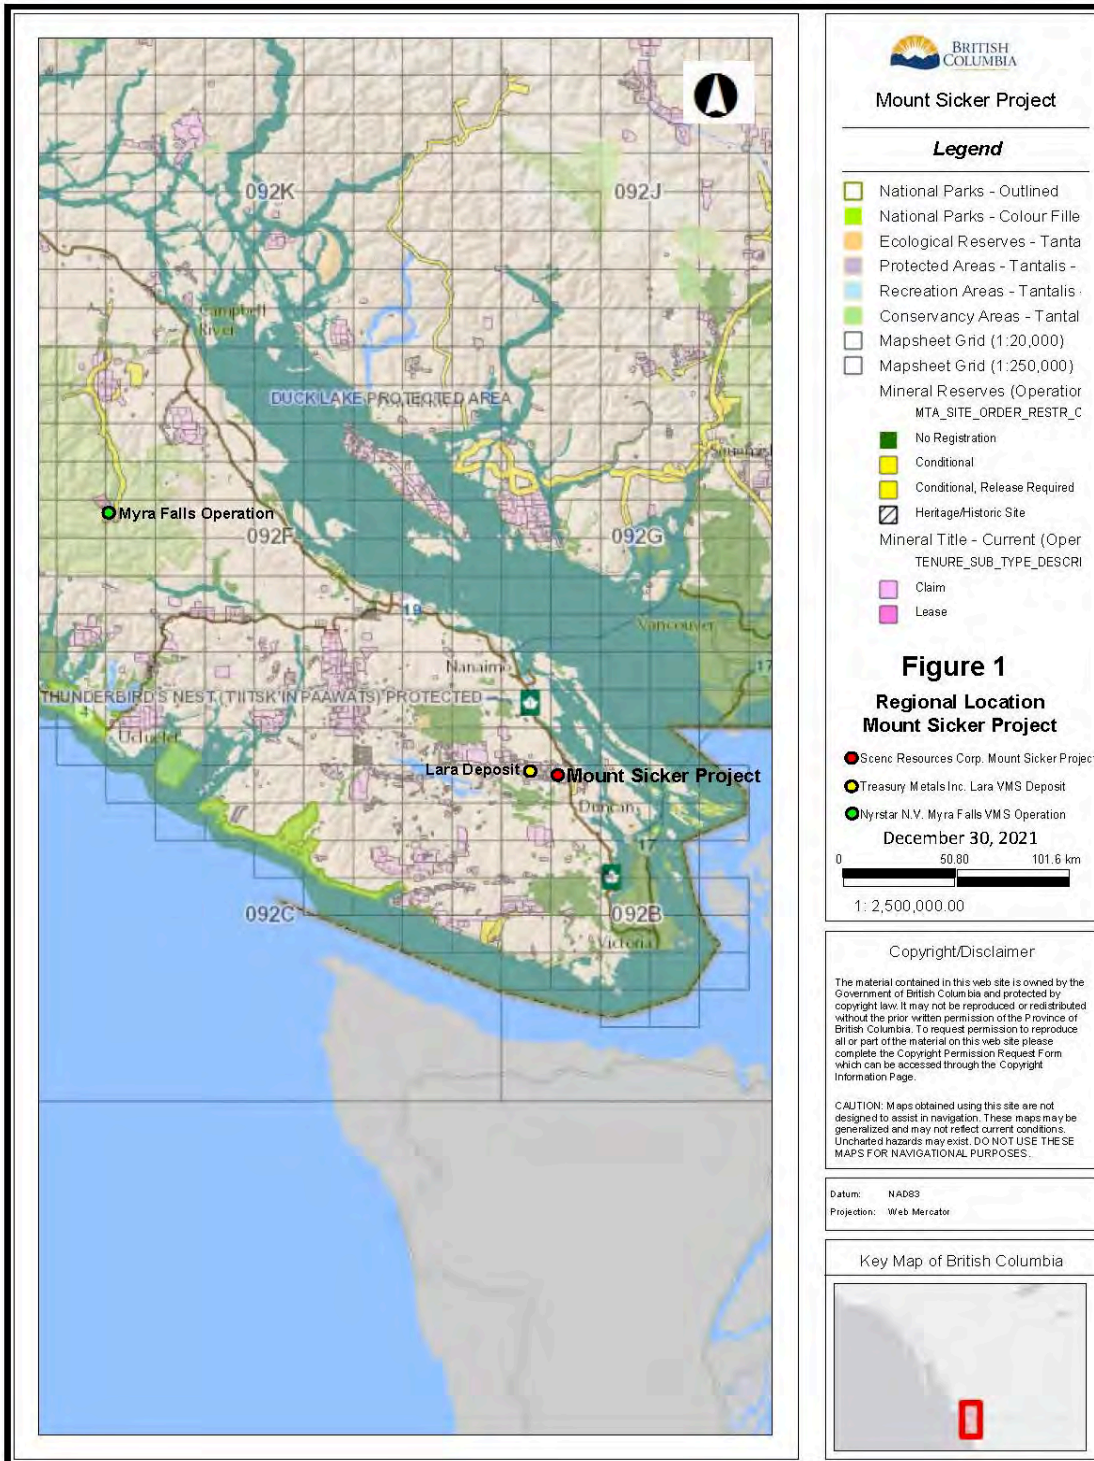 092K
092J
Campbell
River
DUCK LAKE PROTECTED AREA
Squamish
Myra Falls Operation
092F
092G
19
Vancouver
17
Nanaimo
THUNDERBIRD'S NEST (T'IITSK'IN PAAWATS) PROTECTED
4
Ucluelet
Lara Deposit
Mount Sicker Project
Duncan
17
092C
092B
Victoria
BRITISH
COLUMBIA
Mount Sicker Project
Legend
National Parks - Outlined
National Parks - Colour Fille
Ecological Reserves - Tanta
Protected Areas - Tantalis -
Recreation Areas - Tantalis -
Conservancy Areas - Tantal
Mapsheet Grid (1:20,000)
Mapsheet Grid (1:250,000)
Mineral Reserves (Operation
MTA_SITE_ORDER_RESTR_C
No Registration
Conditional
Conditional, Release Required
Heritage/Historic Site
Mineral Title - Current (Oper
TENURE_SUB_TYPE_DESCRI
Claim
Lease
Figure 1
Regional Location
Mount Sicker Project
Scenc Resources Corp. Mount Sicker Project
Treasury Metals Inc. Lara VMS Deposit
Nyrstar N.V. Myra Falls VMS Operation
December 30, 2021
0 50.80 101.6 km
1: 2,500,000.00
Copyright/Disclaimer
The material contained in this web site is owned by the
Government of British Columbia and protected by
copyright law. It may not be reproduced or redistributed
without the prior written permission of the Province of
British Columbia. To request permission to reproduce
all or part of the material on this web site please
complete the Copyright Permission Request Form
which can be accessed through the Copyright
Information Page.
CAUTION: Maps obtained using this site are not
designed to assist in navigation. These maps may be
generalized and may not reflect current conditions.
Uncharted hazards may exist. DO NOT USE THESE
MAPS FOR NAVIGATIONAL PURPOSES.
Datum: NAD83
Projection: Web Mercator
Key Map of British Columbia